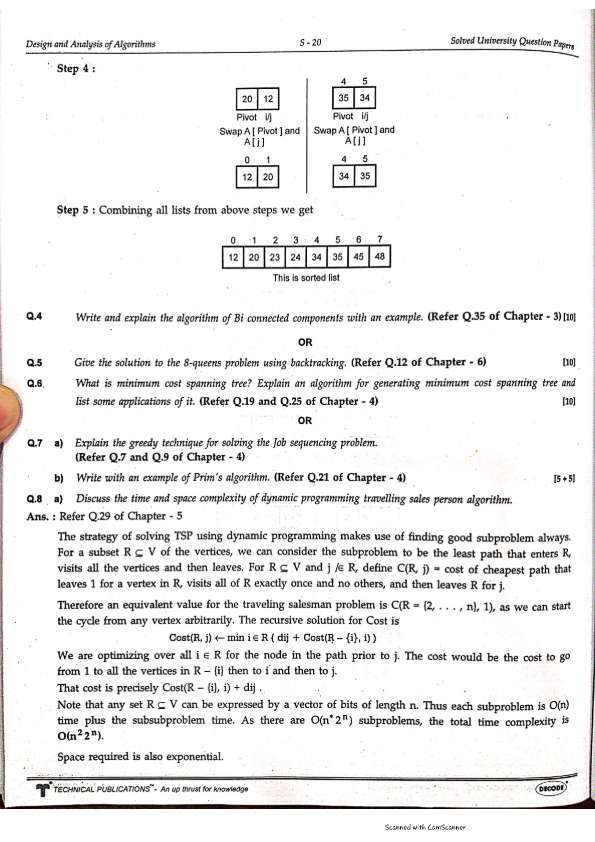 Design and Analysis of Algorithms S - 20 Solved University Question Papers
Step 4 :
4 5
20 12 35 34
Pivot i/j Pivot i/j
Swap A [ Pivot ] and Swap A [ Pivot ] and
A [ j ] A [ j ]
0 1 4 5
12 20 34 35
Step 5 : Combining all lists from above steps we get
0 1 2 3 4 5 6 7
12 20 23 24 34 35 45 48
This is sorted list
Q.4 Write and explain the algorithm of Bi connected components with an example. (Refer Q.35 of Chapter - 3) [10]
OR
Q.5 Give the solution to the 8-queens problem using backtracking. (Refer Q.12 of Chapter - 6) [10]
Q.6 What is minimum cost spanning tree? Explain an algorithm for generating minimum cost spanning tree and
list some applications of it. (Refer Q.19 and Q.25 of Chapter - 4) [10]
OR
Q.7 a) Explain the greedy technique for solving the Job sequencing problem.
(Refer Q.7 and Q.9 of Chapter - 4)
b) Write with an example of Prim's algorithm. (Refer Q.21 of Chapter - 4) [5 + 5]
Q.8 a) Discuss the time and space complexity of dynamic programming travelling sales person algorithm.
Ans. : Refer Q.29 of Chapter - 5
The strategy of solving TSP using dynamic programming makes use of finding good subproblem always.
For a subset R ⊆ V of the vertices, we can consider the subproblem to be the least path that enters R,
visits all the vertices and then leaves. For R ⊆ V and j /∈ R, define C(R, j) = cost of cheapest path that
leaves 1 for a vertex in R, visits all of R exactly once and no others, and then leaves R for j.
Therefore an equivalent value for the traveling salesman problem is C(R = {2, . . . , n}, 1), as we can start
the cycle from any vertex arbitrarily. The recursive solution for Cost is
Cost(R, j) ← min i ∈ R ( dij + Cost(R – {i}, i) )
We are optimizing over all i ∈ R for the node in the path prior to j. The cost would be the cost to go
from 1 to all the vertices in R – {i} then to i and then to j.
That cost is precisely Cost(R – {i}, i) + dij .
Note that any set R ⊆ V can be expressed by a vector of bits of length n. Thus each subproblem is O(n)
time plus the subsubproblem time. As there are O(n*2ⁿ) subproblems, the total time complexity is
O(n²2ⁿ).
Space required is also exponential.
TECHNICAL PUBLICATIONS™ - An up thrust for knowledge DECODE
Scanned with CamScanner